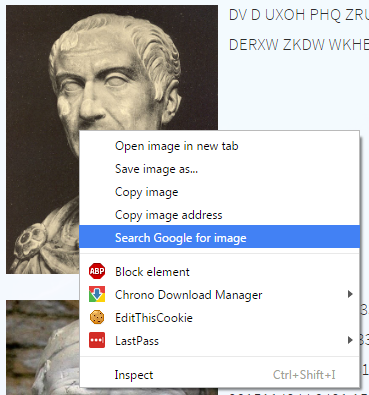 DV D UXOH PHQ ZRU
DERXW ZKDW WKHB
Open image in new tab
Save image as...
Copy image
Copy image address
Search Google for image
ABP Block element
Chrono Download Manager
EditThisCookie
LastPass
Inspect Ctrl+Shift+I